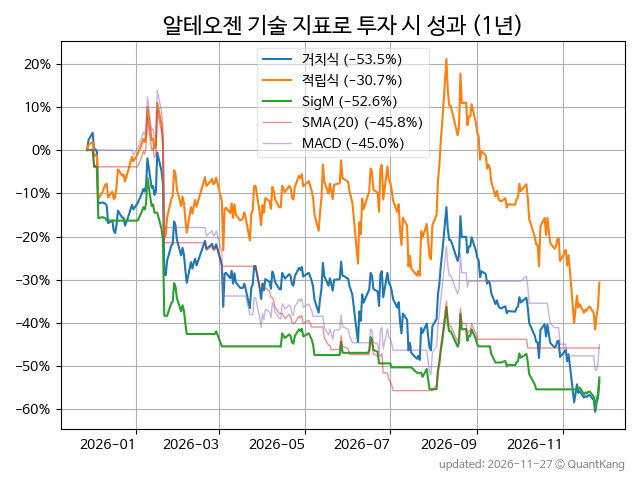 알테오젠 기술 지표로 투자 시 성과 (1년)
거치식 (−53.5%)
적립식 (−30.7%)
SigM (−52.6%)
SMA(20) (−45.8%)
MACD (−45.0%)
20%
10%
0%
−10%
−20%
−30%
−40%
−50%
−60%
2026-01 2026-03 2026-05 2026-07 2026-09 2026-11
updated: 2026-11-27 © QuantKang